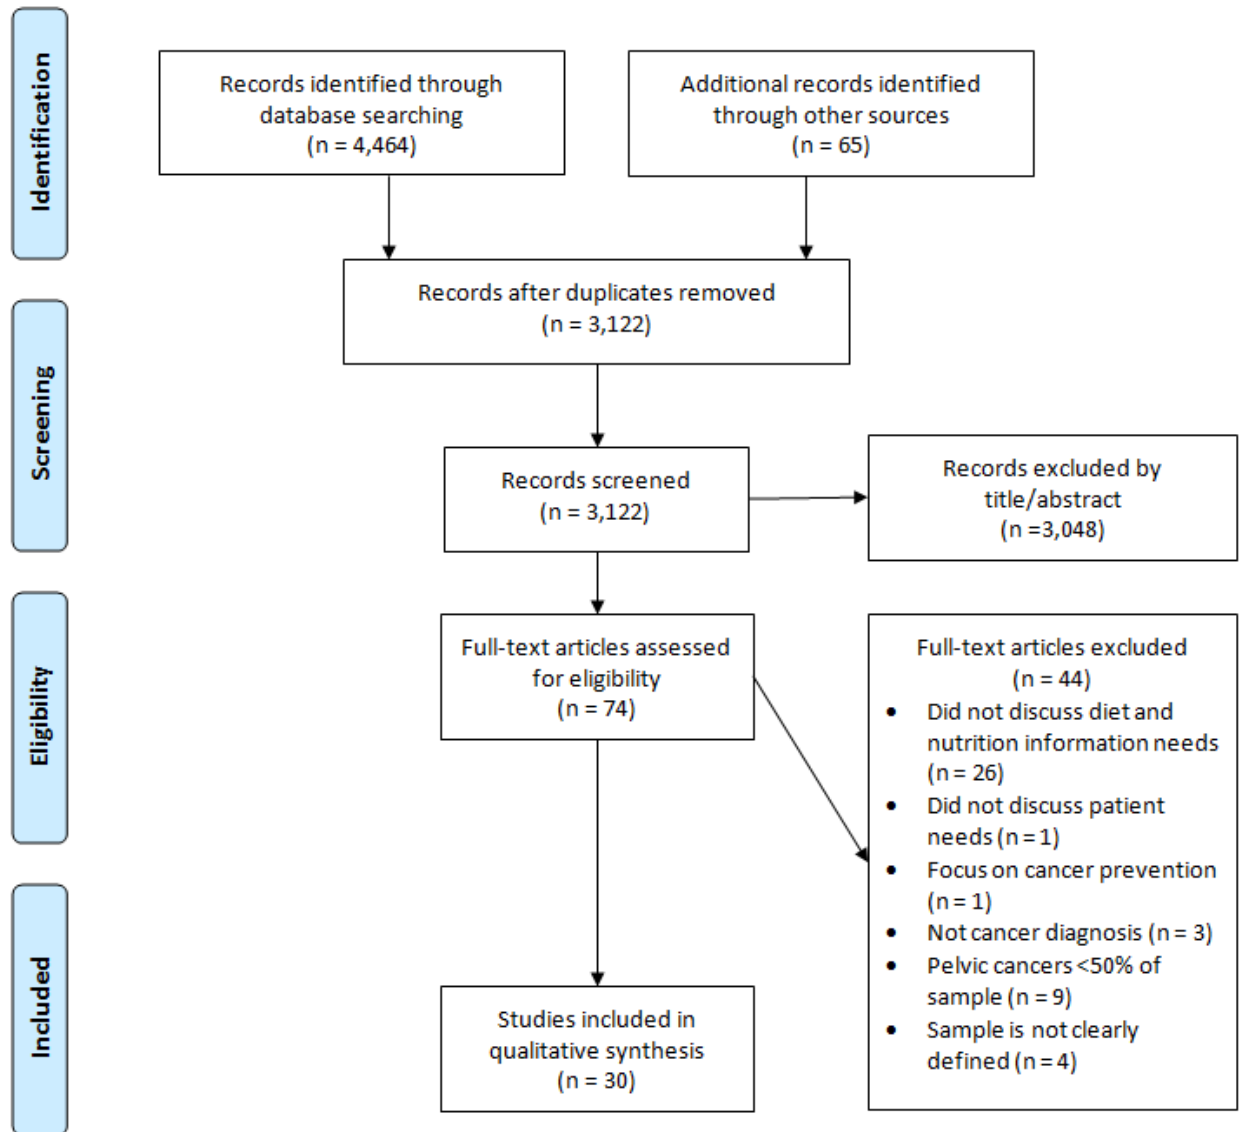 Identification
Records identified through
database searching
(n = 4,464)
Additional records identified
through other sources
(n = 65)
Records after duplicates removed
(n = 3,122)
Screening
Records screened
(n = 3,122)
Records excluded by
title/abstract
(n =3,048)
Eligibility
Full-text articles assessed
for eligibility
(n = 74)
Full-text articles excluded
(n = 44)
• Did not discuss diet and
nutrition information needs
(n = 26)
• Did not discuss patient
needs (n = 1)
• Focus on cancer prevention
(n = 1)
• Not cancer diagnosis (n = 3)
• Pelvic cancers <50% of
sample (n = 9)
• Sample is not clearly
defined (n = 4)
Included
Studies included in
qualitative synthesis
(n = 30)